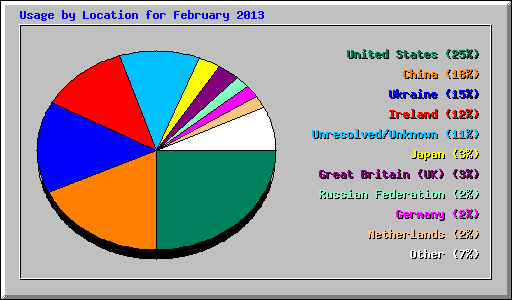 Usage by Location for February 2013
United States (25%)
China (18%)
Ukraine (15%)
Ireland (12%)
Unresolved/Unknown (11%)
Japan (3%)
Great Britain (UK) (3%)
Russian Federation (2%)
Germany (2%)
Netherlands (2%)
Other (7%)